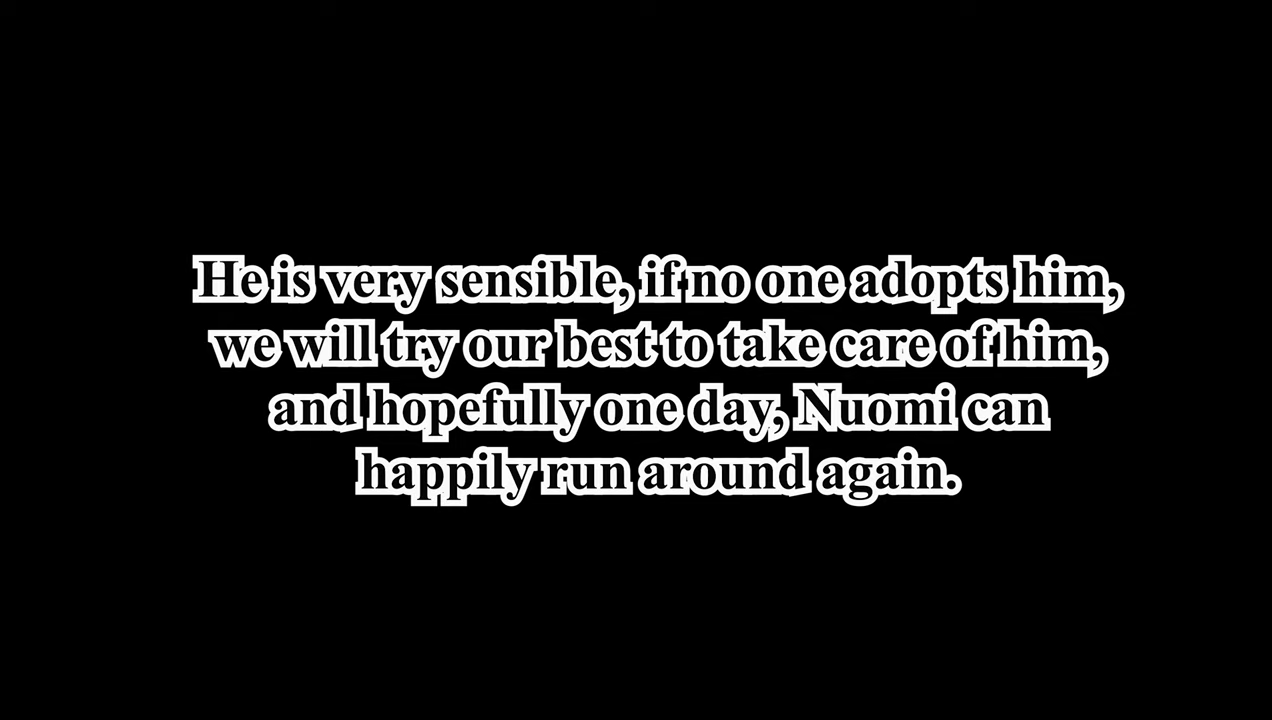 He is very sensible, if no one adopts him,
we will try our best to take care of him,
and hopefully one day, Nuomi can
happily run around again.